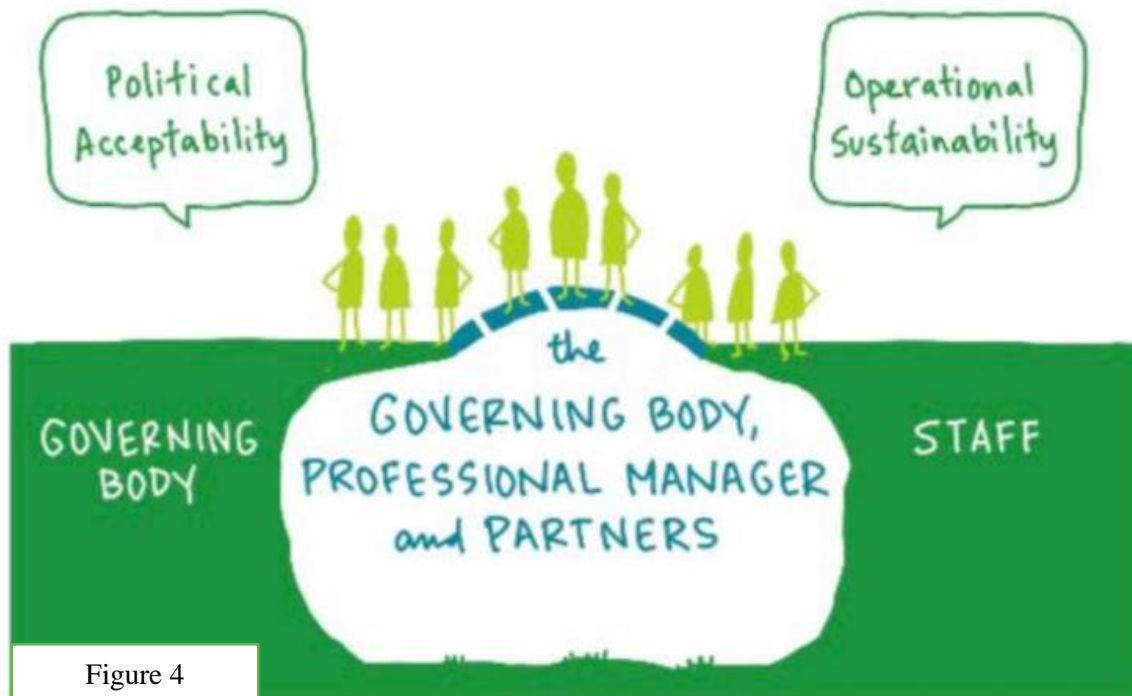 Political
Acceptability
Operational
Sustainability
the
GOVERNING BODY,
PROFESSIONAL MANAGER
and PARTNERS
GOVERNING
BODY
STAFF
Figure 4